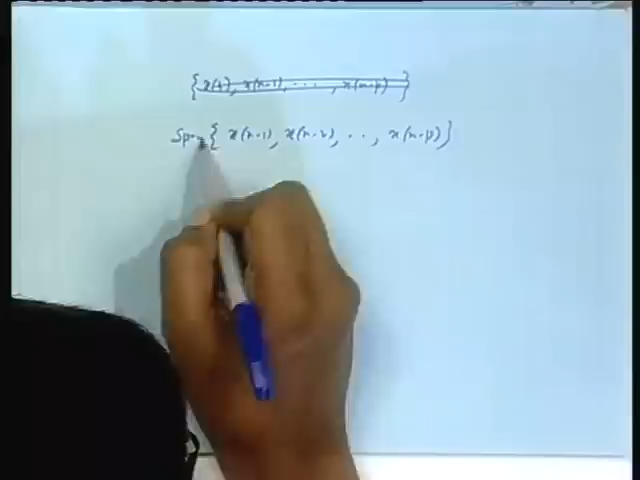 {x(n), x(n-1), . . . , x(n-p)}
Span{ x(n-1), x(n-2), . . , x(n-p)}